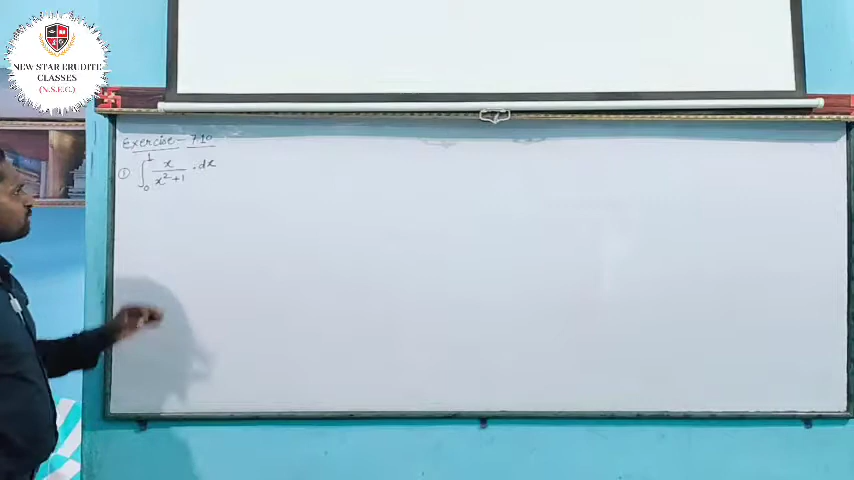 NEW STAR ERUDITE
CLASSES
(N.S.E.C.)
Exercise - 7.10
① ∫₀¹ x/(x²+1) . dx